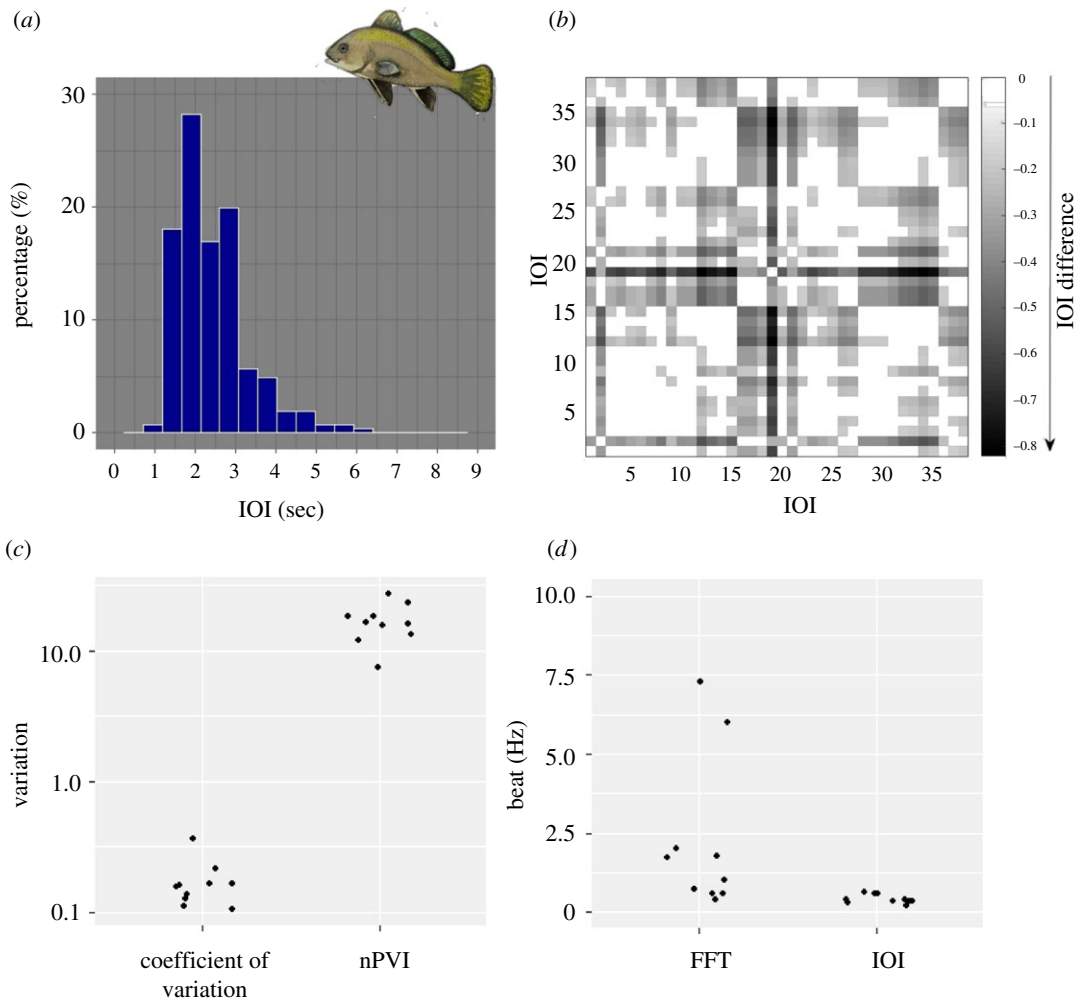 (a)
30
20
10
0
percentage (%)
0 1 2 3 4 5 6 7 8 9
IOI (sec)
(b)
35
30
25
20
15
10
5
IOI
5 10 15 20 25 30 35
IOI
0
–0.1
–0.2
–0.3
–0.4
–0.5
–0.6
–0.7
–0.8
IOI difference
(c)
10.0
1.0
0.1
variation
coefficient of
variation
nPVI
(d)
10.0
7.5
5.0
2.5
0
beat (Hz)
FFT IOI